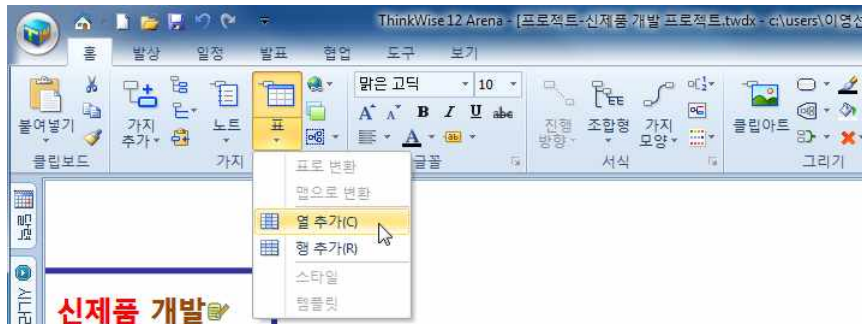 ThinkWise 12 Arena - [프로젝트-신제품 개발 프로젝트.twdx - c:\users\이영선
홈 발상 일정 발표 협업 도구 보기
맑은 고딕 10
붙여넣기 가지 추가 노트 표 A A B I U abc 진행 방향 조합형 가지 모양 클립아트
클립보드 가지 글꼴 서식 그리기
표로 변환
맵으로 변환
열 추가(C)
행 추가(R)
스타일
템플릿
신제품 개발